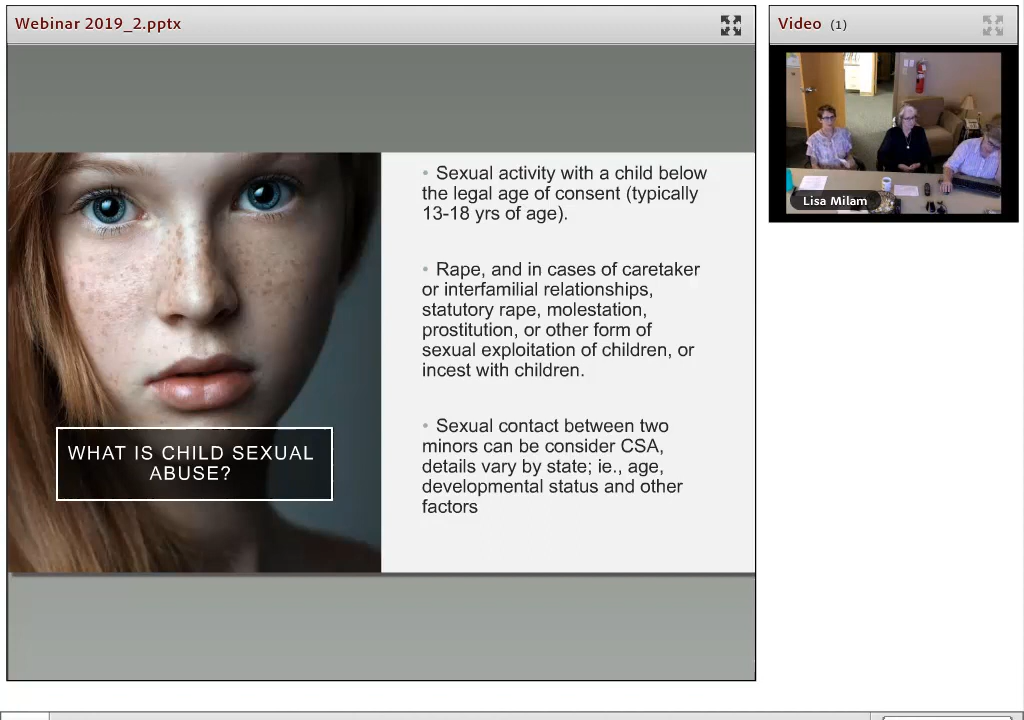 Webinar 2019_2.pptx
Video (1)
Lisa Milam
• Sexual activity with a child below
the legal age of consent (typically
13-18 yrs of age).
• Rape, and in cases of caretaker
or interfamilial relationships,
statutory rape, molestation,
prostitution, or other form of
sexual exploitation of children, or
incest with children.
• Sexual contact between two
minors can be consider CSA,
details vary by state; ie., age,
developmental status and other
factors
WHAT IS CHILD SEXUAL
ABUSE?